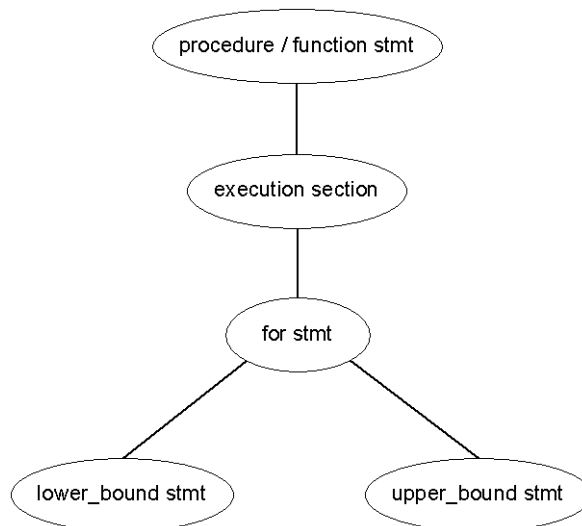 procedure / function stmt
execution section
for stmt
lower_bound stmt
upper_bound stmt